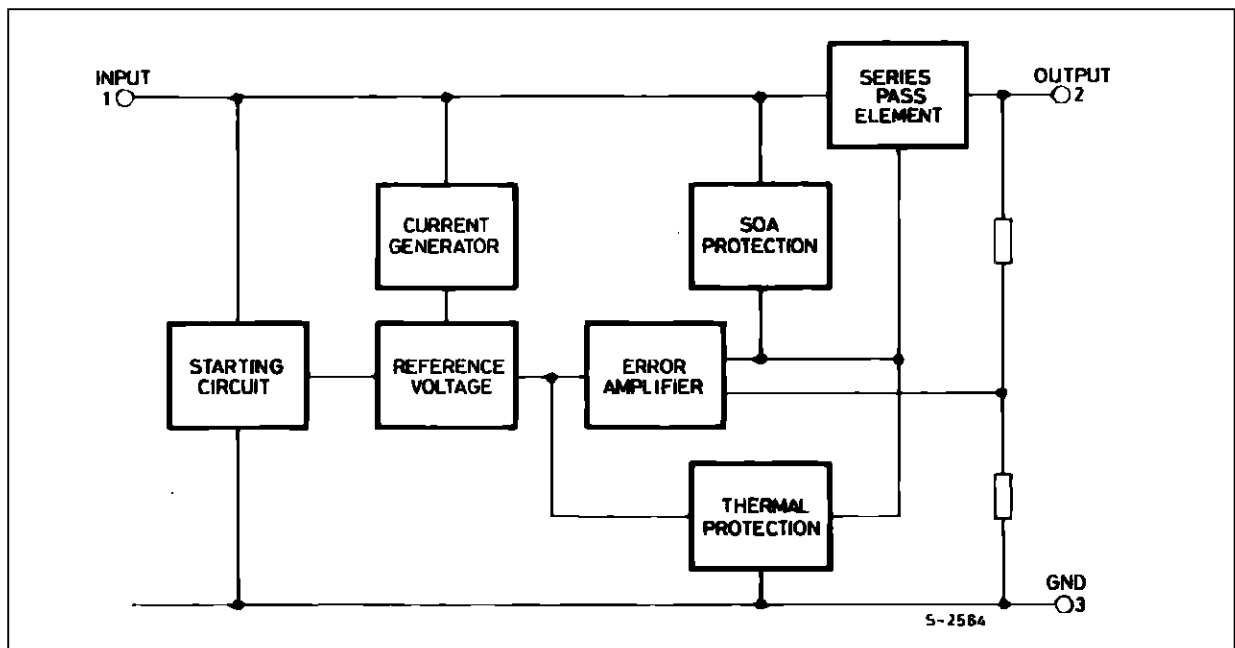 INPUT
1
SERIES
PASS
ELEMENT
OUTPUT
2
CURRENT
GENERATOR
SOA
PROTECTION
STARTING
CIRCUIT
REFERENCE
VOLTAGE
ERROR
AMPLIFIER
THERMAL
PROTECTION
GND
3
S-2564